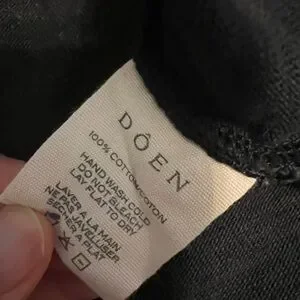 DÔEN
100% COTTON/COTON
HAND WASH COLD
DO NOT BLEACH
LAY FLAT TO DRY
LAVER A LA MAIN
NE PAS JAVELLISER
SECHER A PLAT